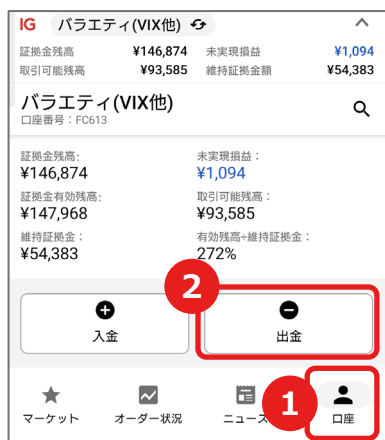 IG バラエティ(VIX他)
証拠金残高 ¥146,874 未実現損益 ¥1,094
取引可能残高 ¥93,585 維持証拠金額 ¥54,383
バラエティ(VIX他)
口座番号：FC613
証拠金残高: 未実現損益：
¥146,874 ¥1,094
証拠金有効残高: 取引可能残高：
¥147,968 ¥93,585
維持証拠金： 有効残高÷維持証拠金：
¥54,383 272%
2
入金 出金
1
マーケット オーダー状況 ニュース 口座